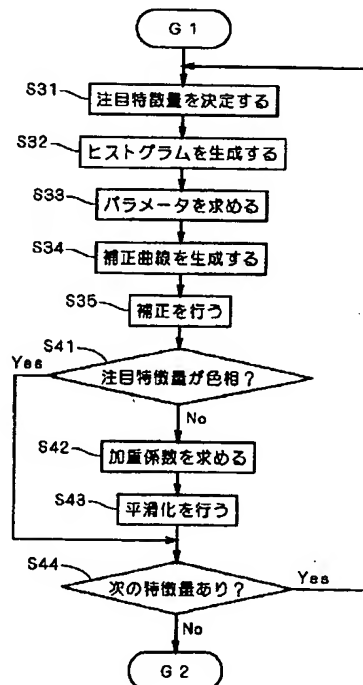 G1
S31
注目特徴量を決定する
S32
ヒストグラムを生成する
S33
パラメータを求める
S34
補正曲線を生成する
S35
補正を行う
S41
Yes
注目特徴量が色相?
No
S42
加重係数を求める
S43
平滑化を行う
S44
次の特徴量あり?
Yes
No
G2